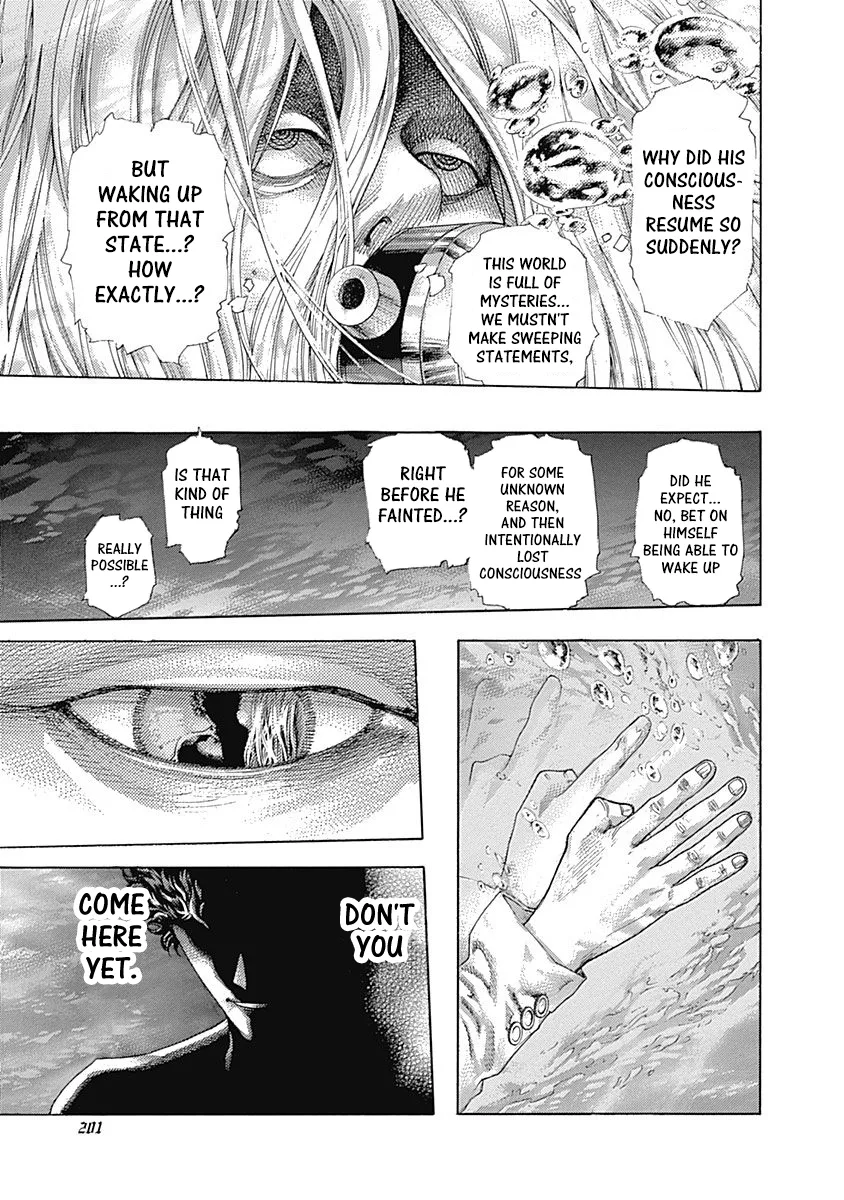 WHY DID HIS
CONSCIOUS-
NESS
RESUME SO
SUDDENLY?
THIS WORLD
IS FULL OF
MYSTERIES...
WE MUSTN'T
MAKE SWEEPING
STATEMENTS,
BUT
WAKING UP
FROM THAT
STATE...?
HOW
EXACTLY...?
DID HE
EXPECT...
NO, BET ON
HIMSELF
BEING ABLE TO
WAKE UP
FOR SOME
UNKNOWN
REASON,
AND THEN
INTENTIONALLY
LOST
CONSCIOUSNESS
RIGHT
BEFORE HE
FAINTED...?
IS THAT
KIND OF
THING
REALLY
POSSIBLE
...?
DON'T
YOU
COME
HERE
YET.
201